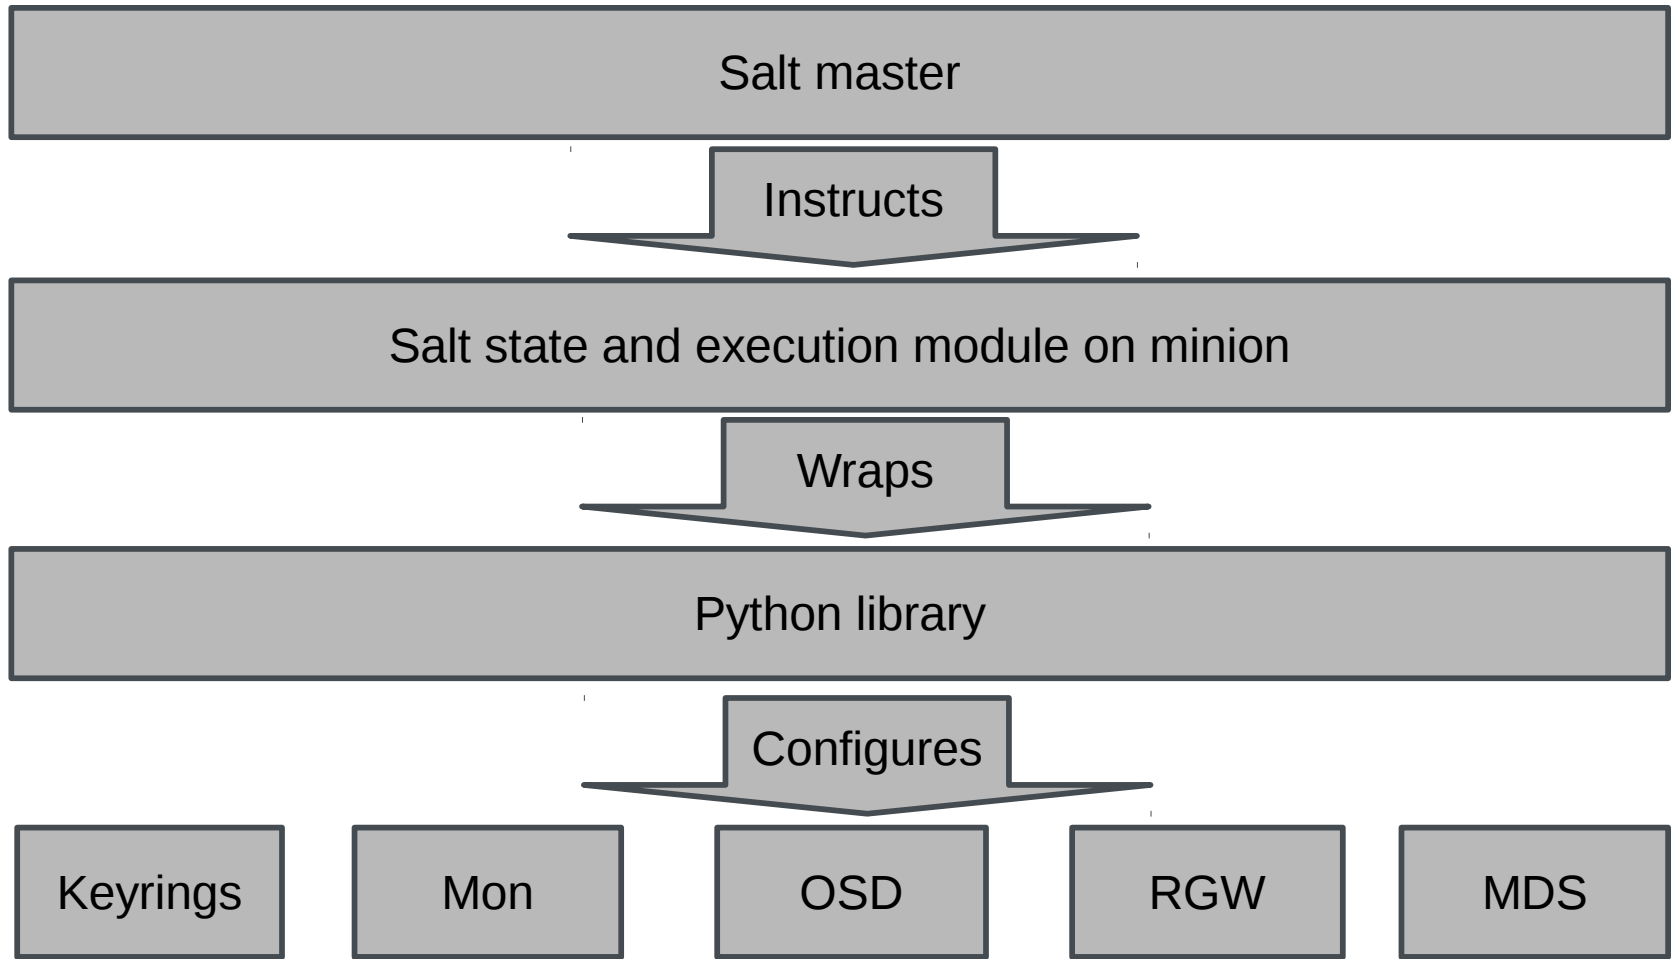 Salt master
Instructs
Salt state and execution module on minion
Wraps
Python library
Configures
Keyrings
Mon
OSD
RGW
MDS